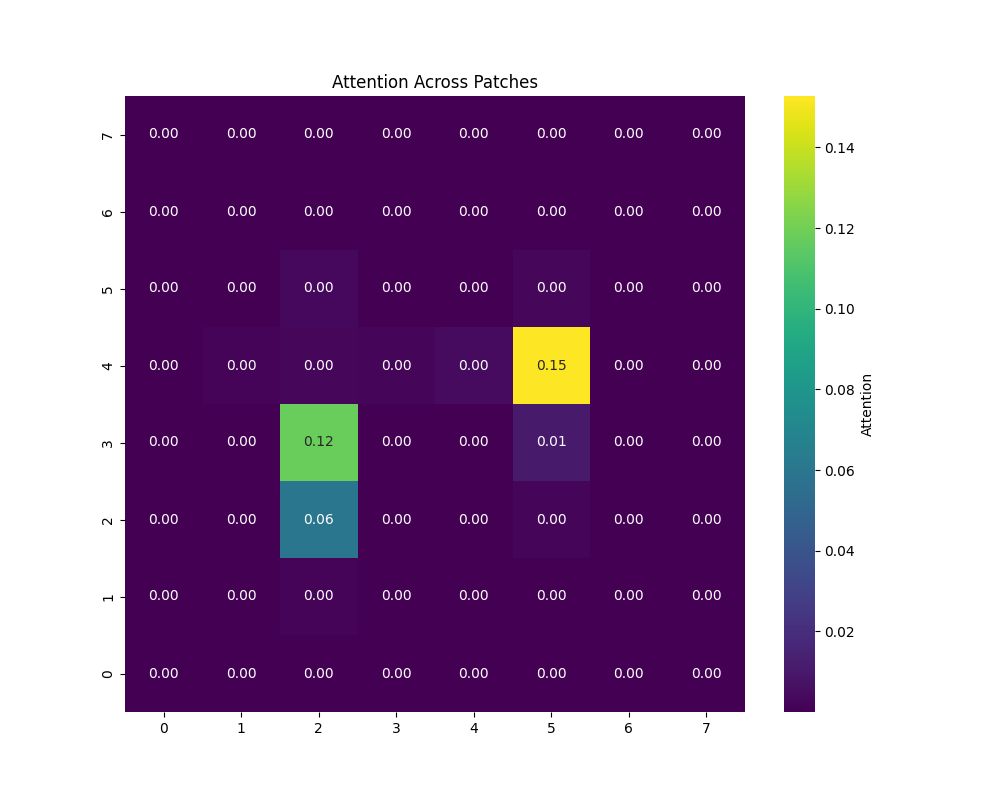 Attention Across Patches
7 0.00 0.00 0.00 0.00 0.00 0.00 0.00 0.00
0.14
6 0.00 0.00 0.00 0.00 0.00 0.00 0.00 0.00
0.12
5 0.00 0.00 0.00 0.00 0.00 0.00 0.00 0.00
0.10
4 0.00 0.00 0.00 0.00 0.00 0.15 0.00 0.00
0.08
Attention
3 0.00 0.00 0.12 0.00 0.00 0.01 0.00 0.00
0.06
2 0.00 0.00 0.06 0.00 0.00 0.00 0.00 0.00
0.04
1 0.00 0.00 0.00 0.00 0.00 0.00 0.00 0.00
0.02
0 0.00 0.00 0.00 0.00 0.00 0.00 0.00 0.00
0 1 2 3 4 5 6 7